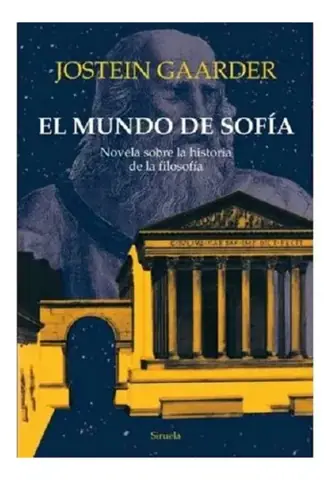 JOSTEIN GAARDER
EL MUNDO DE SOFÍA
Novela sobre la historia
de la filosofía
Siruela